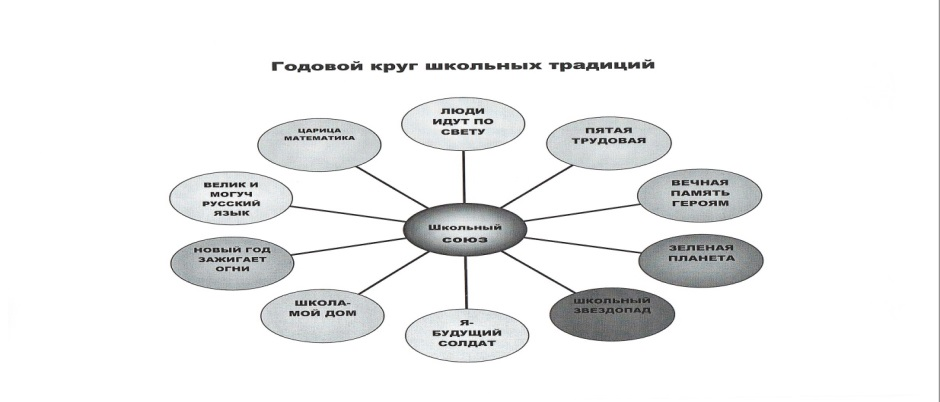 Годовой круг школьных традиций
ЛЮДИ
ИДУТ ПО
СВЕТУ
ПЯТАЯ
ТРУДОВАЯ
ВЕЧНАЯ
ПАМЯТЬ
ГЕРОЯМ
ЗЕЛЕНАЯ
ПЛАНЕТА
ШКОЛЬНЫЙ
ЗВЕЗДОПАД
Я-
БУДУЩИЙ
СОЛДАТ
ШКОЛА-
МОЙ ДОМ
НОВЫЙ ГОД
ЗАЖИГАЕТ
ОГНИ
ВЕЛИК И
МОГУЧ
РУССКИЙ
ЯЗЫК
ЦАРИЦА
МАТЕМАТИКА
Школьный
союз